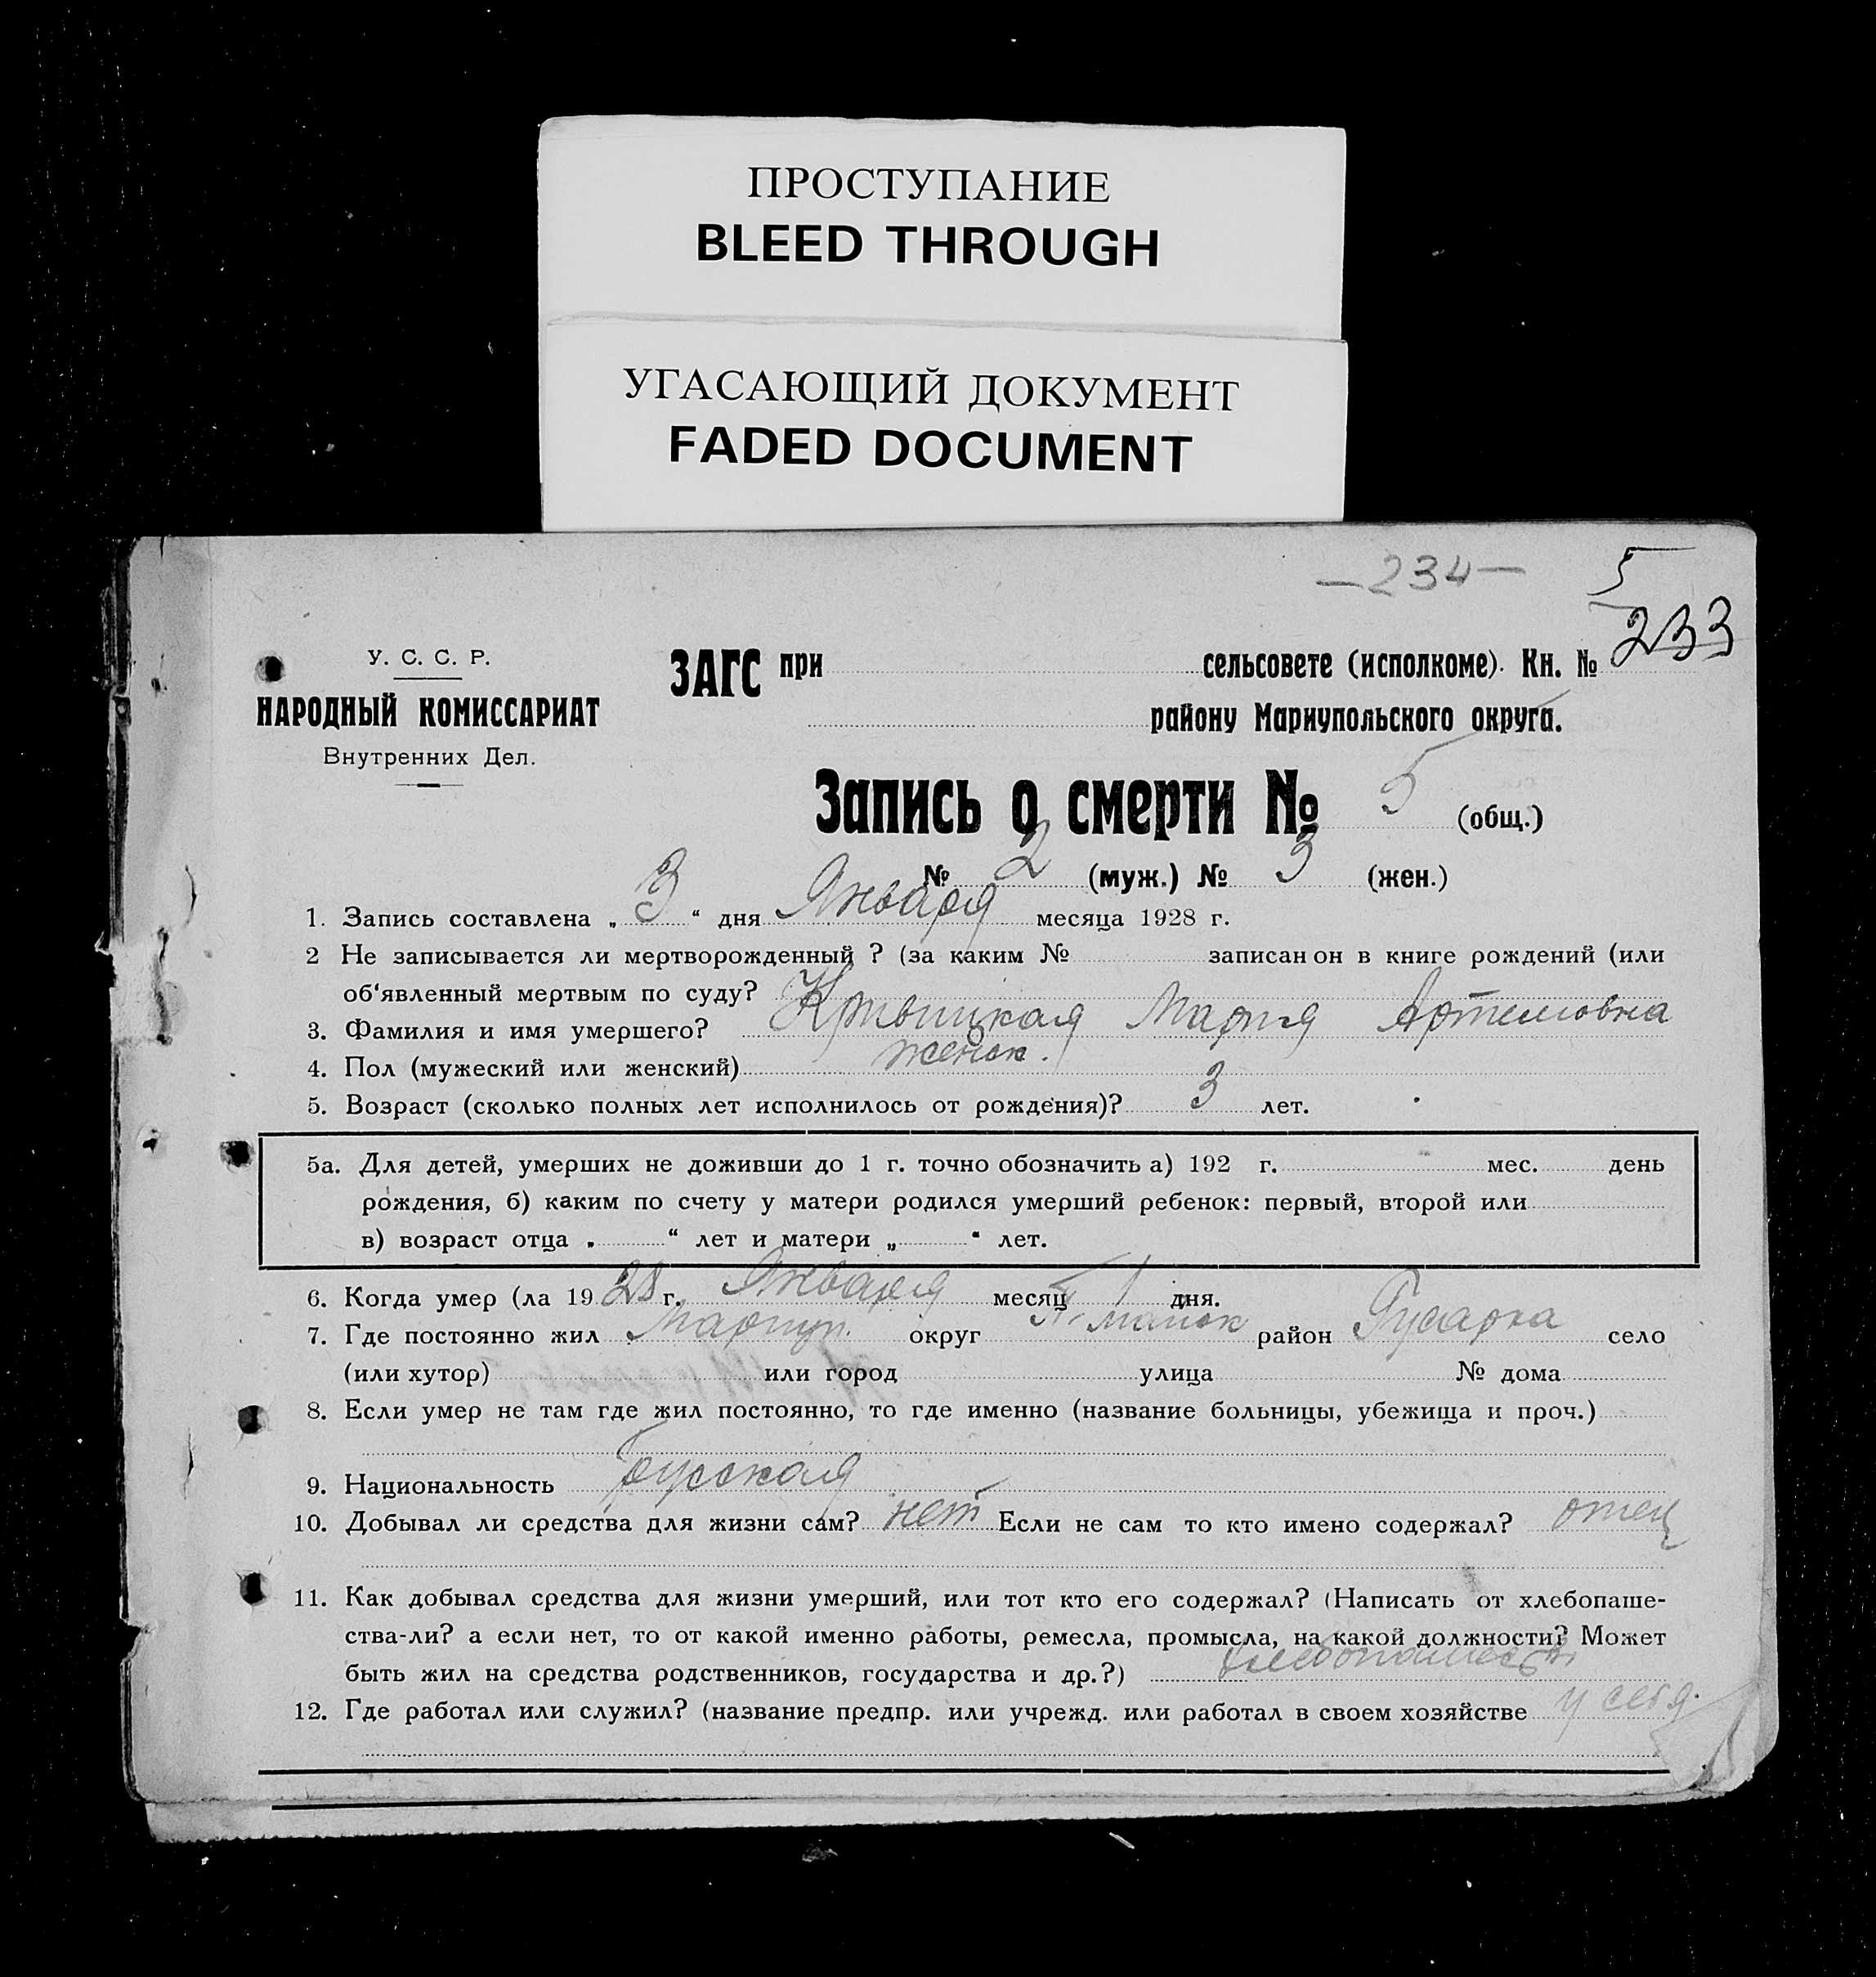 ПРОСТУПАНИЕ
BLEED THROUGH
УГАСАЮЩИЙ ДОКУМЕНТ
FADED DOCUMENT
—234— 5
233
У. С. С. Р.
НАРОДНЫЙ КОМИССАРИАТ
Внутренних Дел.
ЗАГС при сельсовете (исполкоме). Кн. №
району Мариупольского округа.
Запись о смерти № 5 (общ.)
№ 2 (муж.) № 3 (жен.)
1. Запись составлена „ 3 “ дня Января месяца 1928 г.
2 Не записывается ли мертворожденный ? (за каким № записан он в книге рождений (или
об‘явленный мертвым по суду?
3. Фамилия и имя умершего? Кривицкая Мария Артемовна
4. Пол (мужеский или женский) женск.
5. Возраст (сколько полных лет исполнилось от рождения)? 3 лет.
5а. Для детей, умерших не доживши до 1 г. точно обозначить а) 192 г. мес. день
рождения, б) каким по счету у матери родился умерший ребенок: первый, второй или
в) возраст отца „ “ лет и матери „ “ лет.
6. Когда умер (ла 1928 г. Января месяц 1 дня.
7. Где постоянно жил Мариуп. округ район Гусарка село
(или хутор) или город улица № дома
8. Если умер не там где жил постоянно, то где именно (название больницы, убежища и проч.)
9. Национальность русская
10. Добывал ли средства для жизни сам? нет Если не сам то кто имено содержал? отец
11. Как добывал средства для жизни умерший, или тот кто его содержал? (Написать от хлебопаше-
ства-ли? а если нет, то от какой именно работы, ремесла, промысла, на какой должности? Может
быть жил на средства родственников, государства и др.?) хлебопашеств
12. Где работал или служил? (название предпр. или учрежд. или работал в своем хозяйстве у себя.